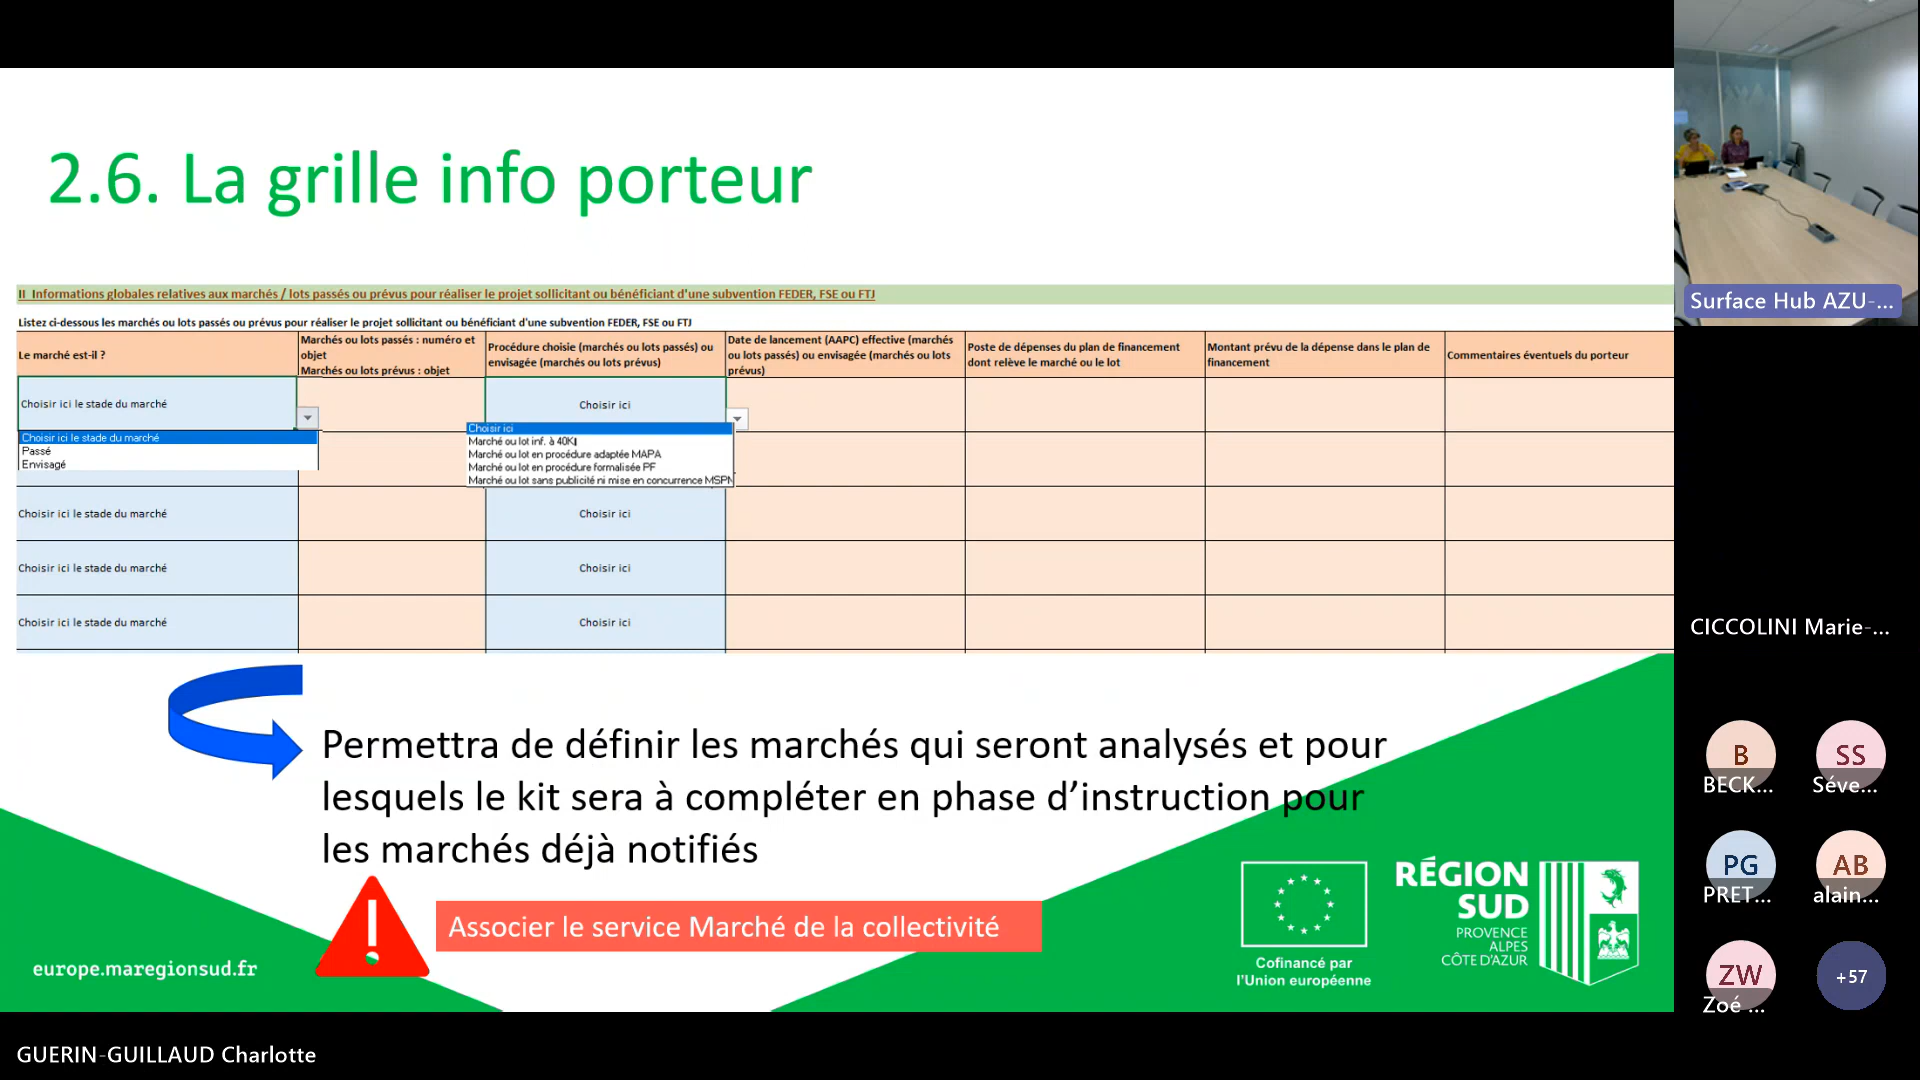 2.6. La grille info porteur
II Informations globales relatives aux marchés / lots passés ou prévus pour réaliser le projet sollicitant ou bénéficiant d'une subvention FEDER, FSE ou FTJ
Listez ci-dessous les marchés ou lots passés ou prévus pour réaliser le projet sollicitant ou bénéficiant d'une subvention FEDER, FSE ou FTJ
Le marché est-il ?
Marchés ou lots passés : numéro et
objet
Marchés ou lots prévus : objet
Procédure choisie (marchés ou lots passés) ou
envisagée (marchés ou lots prévus)
Date de lancement (AAPC) effective (marchés
ou lots passés) ou envisagée (marchés ou lots
prévus)
Poste de dépenses du plan de financement
dont relève le marché ou le lot
Montant prévu de la dépense dans le plan de
financement
Commentaires éventuels du porteur
Choisir ici le stade du marché
Choisir ici
Choisir ici le stade du marché
Passé
Envisagé
Choisir ici
Marché ou lot inf. à 40K
Marché ou lot en procédure adaptée MAPA
Marché ou lot en procédure formalisée PF
Marché ou lot sans publicité ni mise en concurrence MSPM
Choisir ici le stade du marché
Choisir ici
Choisir ici le stade du marché
Choisir ici
Choisir ici le stade du marché
Choisir ici
Permettra de définir les marchés qui seront analysés et pour
lesquels le kit sera à compléter en phase d’instruction pour
les marchés déjà notifiés
Associer le service Marché de la collectivité
europe.maregionsud.fr
Cofinancé par
l'Union européenne
RÉGION
SUD
PROVENCE
ALPES
CÔTE D'AZUR
Surface Hub AZU-...
CICCOLINI Marie-...
B
BECK...
SS
Séve...
PG
PRET...
AB
alain...
ZW
Zoé ...
+57
GUERIN-GUILLAUD Charlotte